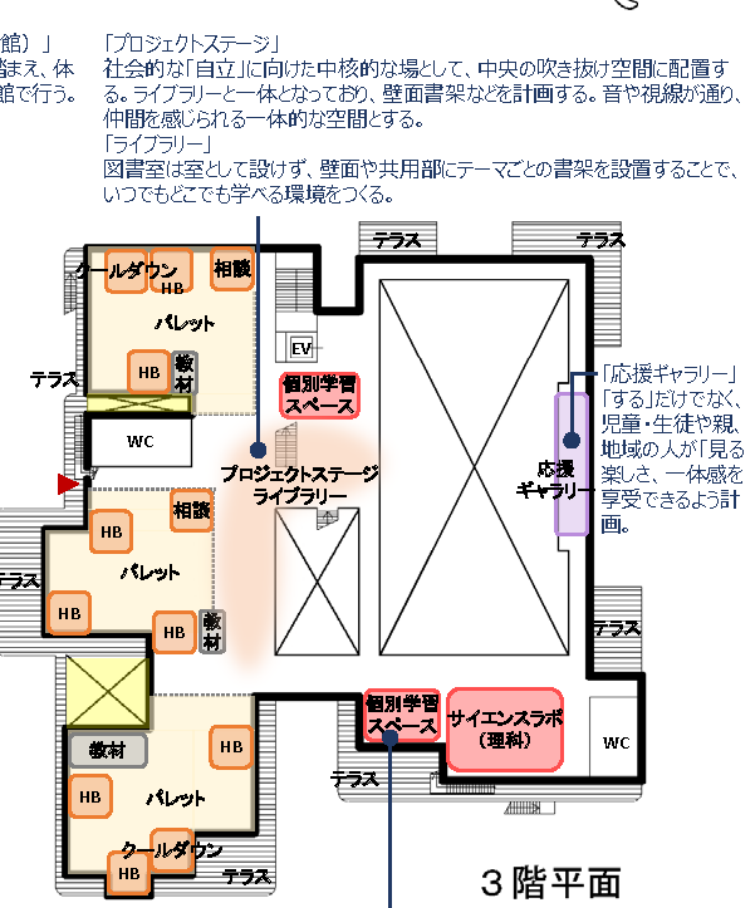 館）」
踏まえ、体
館で行う。
「プロジェクトステージ」
社会的な「自立」に向けた中核的な場として、中央の吹き抜け空間に配置す
る。ライブラリーと一体となっており、壁面書架などを計画する。音や視線が通り、
仲間を感じられる一体的な空間とする。
「ライブラリー」
図書室は室として設けず、壁面や共用部にテーマごとの書架を設置することで、
いつでもどこでも学べる環境をつくる。
テラス
テラス
クールダウン
HB
相談
パレット
HB
教材
テラス
EV
個別学習
スペース
WC
プロジェクトステージ
ライブラリー
「応援ギャラリー」
「する」だけでなく、
児童・生徒や親、
地域の人が「見る
楽しさ、一体感を
享受できるよう計
画。
応援
ギャラリー
相談
HB
パレット
テラス
HB
HB
教材
テラス
個別学習
スペース
サイエンスラボ
（理科）
WC
教材
HB
HB
パレット
テラス
クールダウン
HB
テラス
３階平面